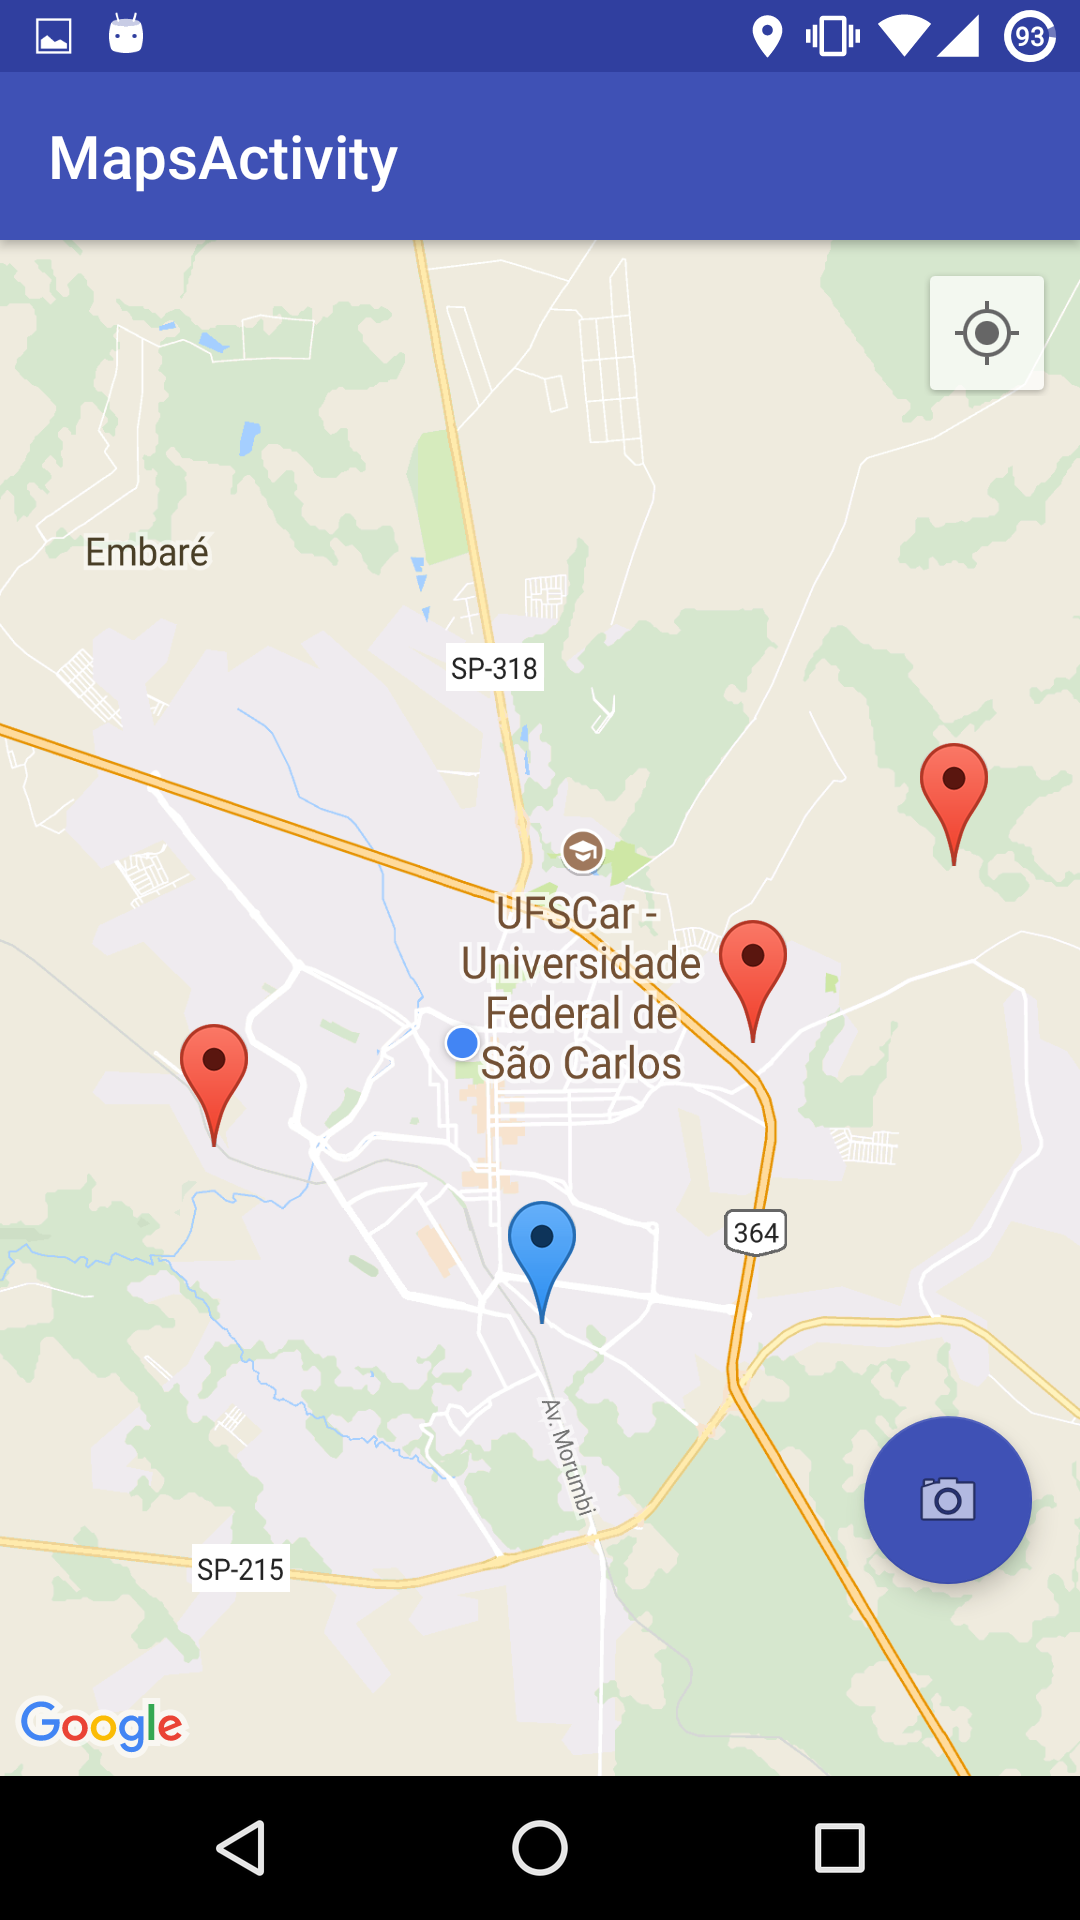 93
MapsActivity
Embaré
SP-318
UFSCar -
Universidade
Federal de
São Carlos
364
Av. Morumbi
SP-215
Google